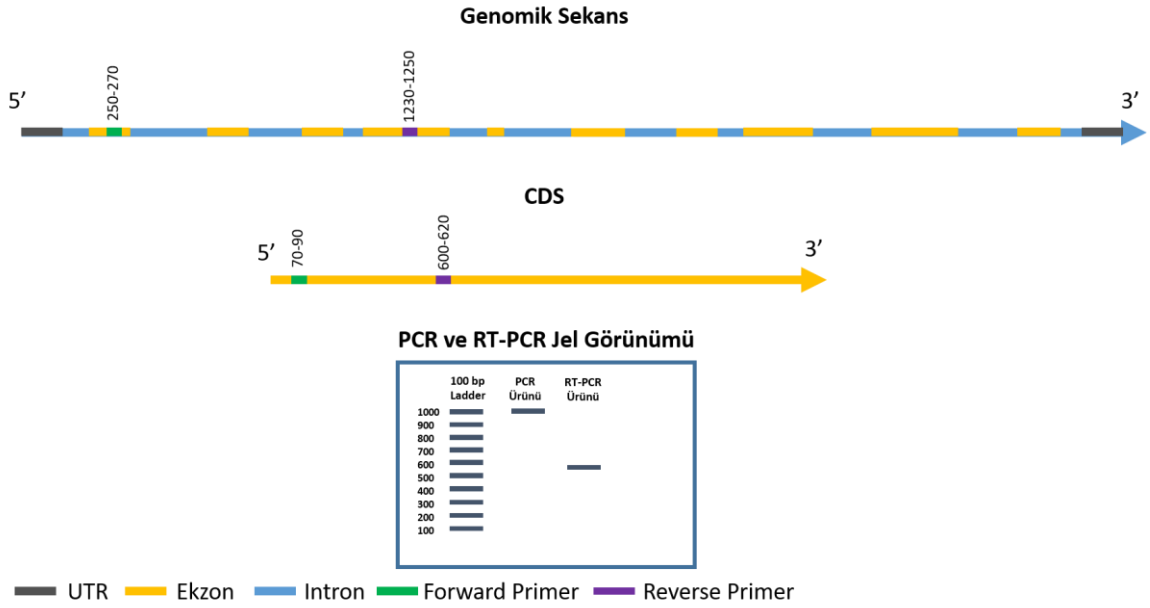 Genomik Sekans
5’
250-270
1230-1250
3’
CDS
5’
70-90
600-620
3’
PCR ve RT-PCR Jel Görünümü
100 bp
Ladder
PCR
Ürünü
RT-PCR
Ürünü
1000
900
800
700
600
500
400
300
200
100
UTR
Ekzon
Intron
Forward Primer
Reverse Primer